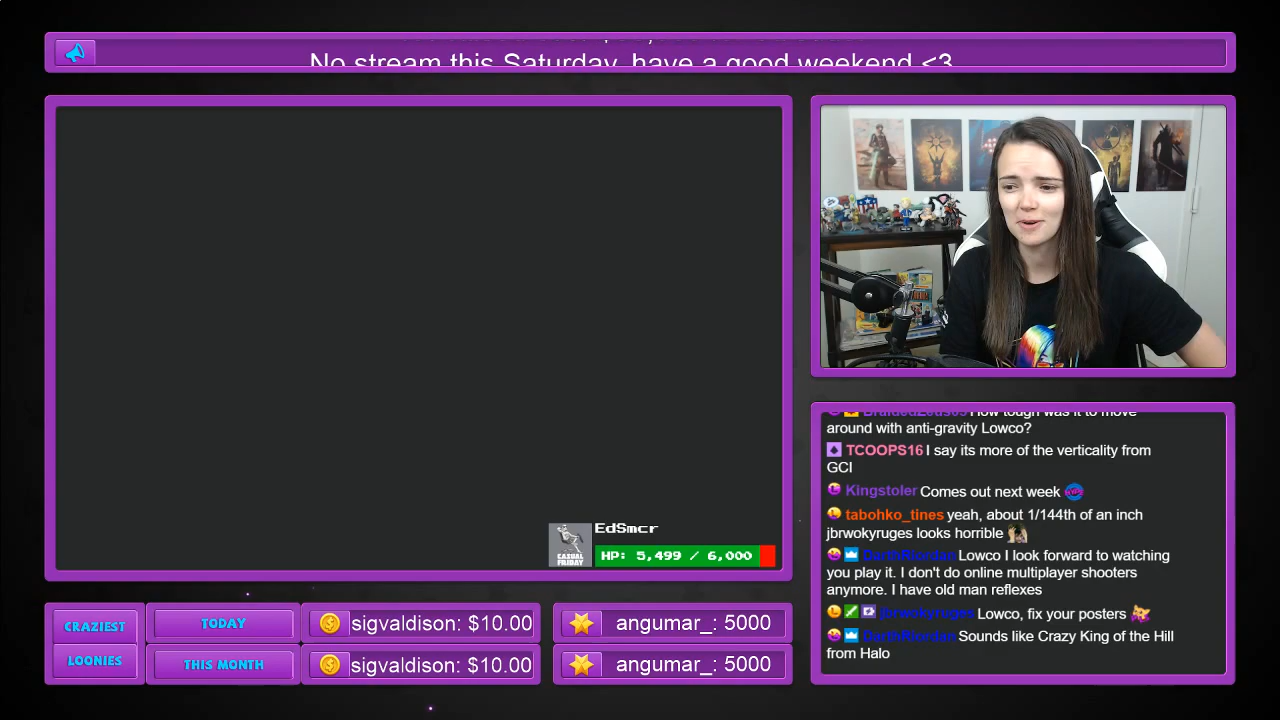 No stream this Saturday, have a good weekend <3
EdSmcr
CASUAL
FRIDAY
HP: 5,499 / 6,000
around with anti-gravity Lowco?
TCOOPS16 I say its more of the verticality from
GCI
Kingstoler Comes out next week
tabohko_tines yeah, about 1/144th of an inch
jbrwokyruges looks horrible
DarthRiordan Lowco I look forward to watching
you play it. I don't do online multiplayer shooters
anymore. I have old man reflexes
jbrwokyruges Lowco, fix your posters
DarthRiordan Sounds like Crazy King of the Hill
from Halo
CRAZIEST
LOONIES
TODAY
sigvaldison: $10.00
angumar_: 5000
THIS MONTH
sigvaldison: $10.00
angumar_: 5000